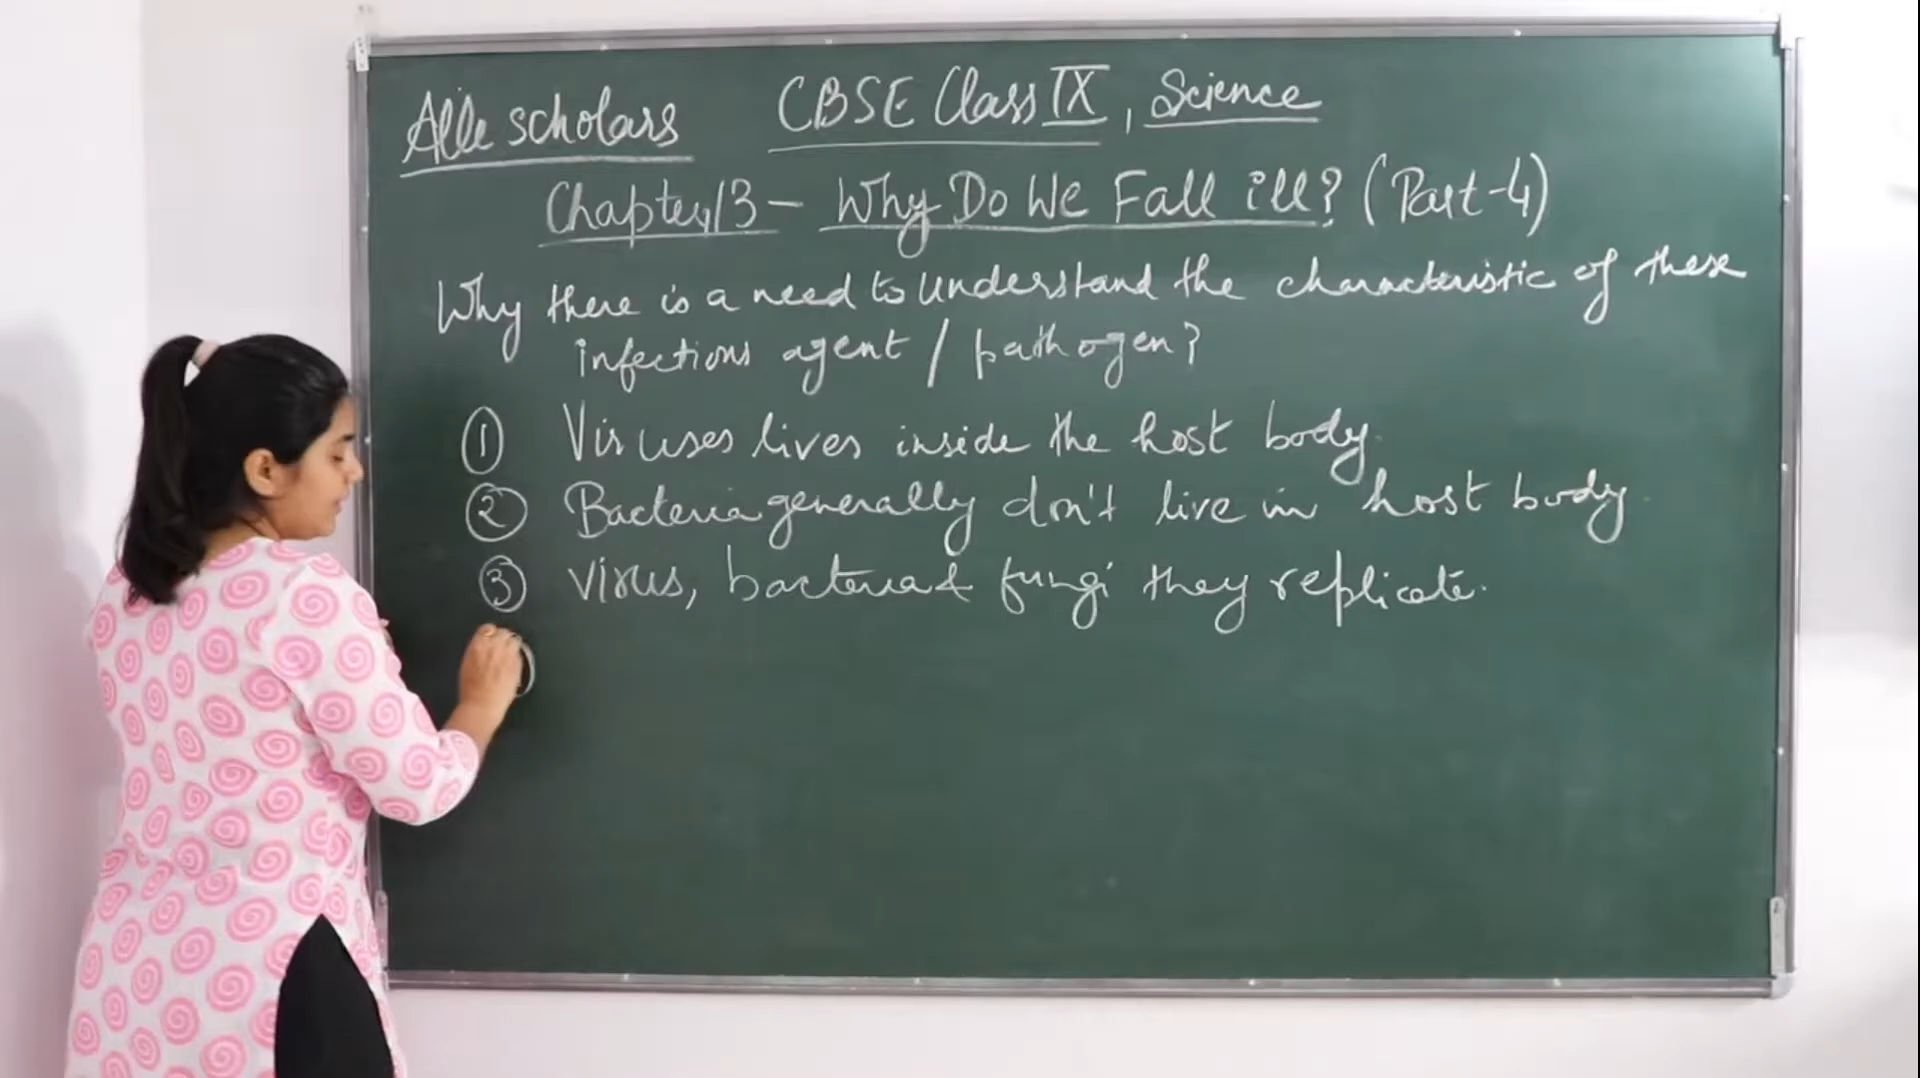 Alle scholars CBSE Class IX, Science
Chapter 13 - Why Do We Fall ill? (Part-4)
Why there is a need to understand the characteristic of these
infectious agent / pathogen?
1 Viruses lives inside the host body.
2 Bacteria generally don't live in host body.
3 Virus, bacteria & fungi they replicate.